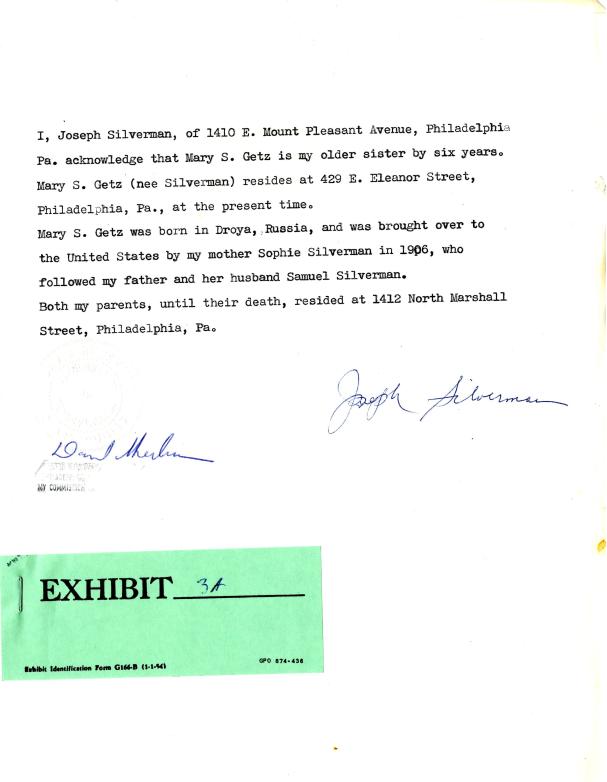 I, Joseph Silverman, of 1410 E. Mount Pleasant Avenue, Philadelphia
Pa. acknowledge that Mary S. Getz is my older sister by six years.
Mary S. Getz (nee Silverman) resides at 429 E. Eleanor Street,
Philadelphia, Pa., at the present time.
Mary S. Getz was born in Droya, Russia, and was brought over to
the United States by my mother Sophie Silverman in 1906, who
followed my father and her husband Samuel Silverman.
Both my parents, until their death, resided at 1412 North Marshall
Street, Philadelphia, Pa.
Joseph Silverman
MY COMMISSION
EXHIBIT 3A
Exhibit Identification Form G166-B (1-1-54)
GPO 874-438